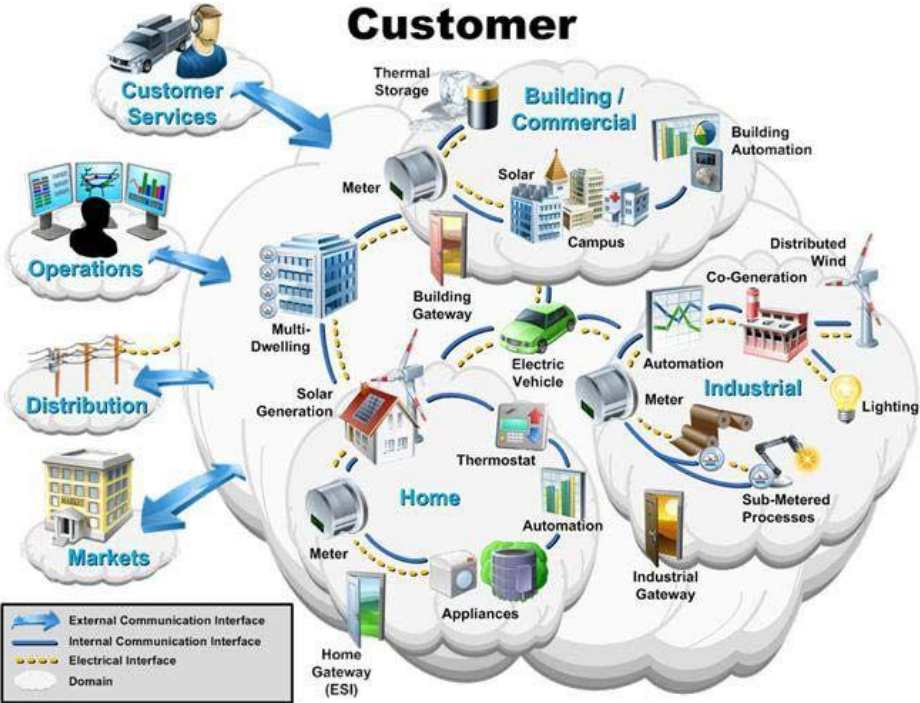 Customer
Customer
Services
Thermal
Storage
Building /
Commercial
Building
Automation
Meter
Solar
Campus
Operations
Multi-
Dwelling
Building
Gateway
Distributed
Wind
Co-Generation
Automation
Electric
Vehicle
Industrial
Meter
Lighting
Distribution
Solar
Generation
Thermostat
Home
Sub-Metered
Processes
Automation
MARKET
Markets
Meter
Appliances
Industrial
Gateway
Home
Gateway
(ESI)
External Communication Interface
Internal Communication Interface
Electrical Interface
Domain